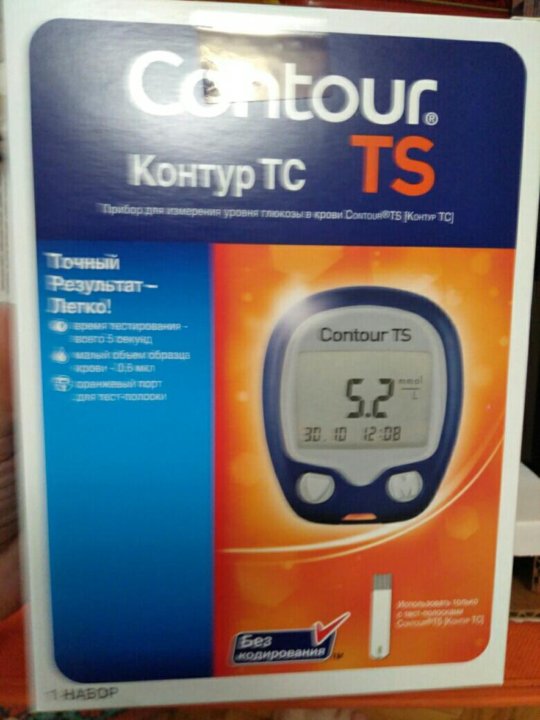 Contour®
Контур ТС TS
Прибор для измерения уровня глюкозы в крови Contour®TS [Контур ТС]
Точный
Результат–
Легко!
время тестирования -
всего 5 секунд
малый объем образца
крови - 0,6 мкл
оранжевый порт
для тест-полоски
Contour TS
5.2 mmol
L
30.10 12:08
Использовать только
с тест-полосками
Contour®TS [Контур ТС]
Без
кодирования TM
1 НАБОР